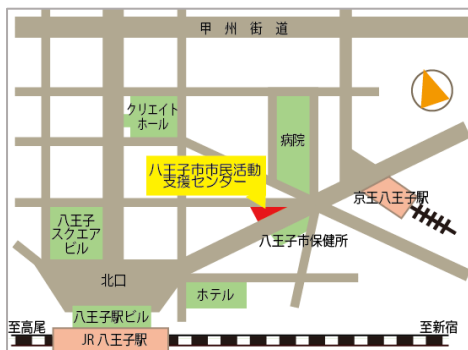 甲州街道
クリエイト
ホール
病院
八王子市市民活動
支援センター
京王八王子駅
八王子
スクエア
ビル
八王子市保健所
北口
ホテル
八王子駅ビル
至高尾
至新宿
JR 八王子駅